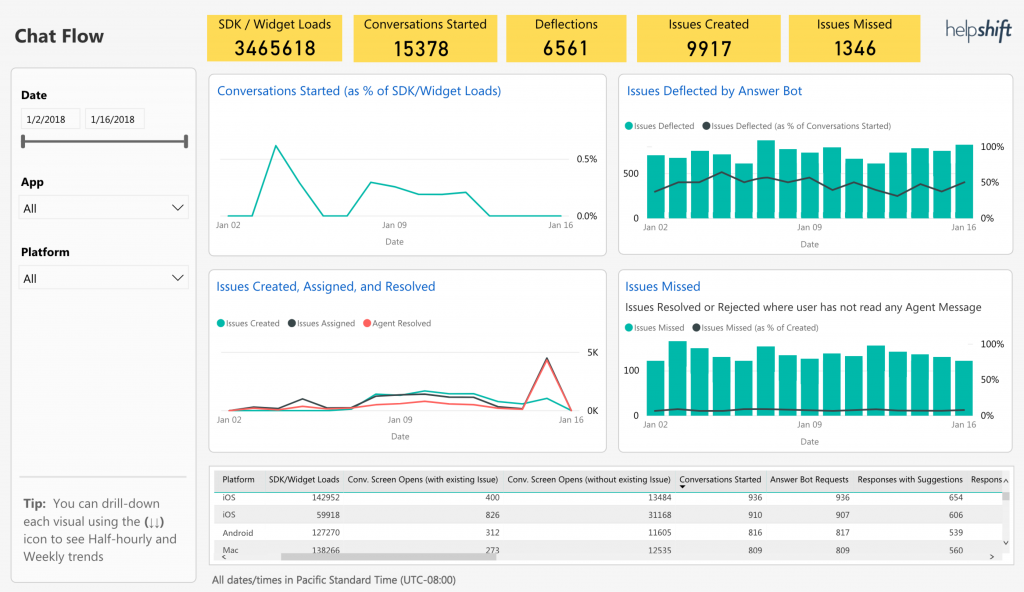 Chat Flow
SDK / Widget Loads
3465618
Conversations Started
15378
Deflections
6561
Issues Created
9917
Issues Missed
1346
helpshift
Date
1/2/2018 1/16/2018
App
All
Platform
All
Tip: You can drill-down
each visual using the (↓↓)
icon to see Half-hourly and
Weekly trends
Conversations Started (as % of SDK/Widget Loads)
0.5%
0.0%
Jan 02 Jan 09 Jan 16
Date
Issues Deflected by Answer Bot
Issues Deflected Issues Deflected (as % of Conversations Started)
100%
500
50%
0 0%
Jan 02 Jan 09 Jan 16
Date
Issues Created, Assigned, and Resolved
Issues Created Issues Assigned Agent Resolved
5K
0K
Jan 02 Jan 09 Jan 16
Date
Issues Missed
Issues Resolved or Rejected where user has not read any Agent Message
Issues Missed Issues Missed (as % of Created)
100%
100
50%
0 0%
Jan 02 Jan 09 Jan 16
Date
Platform SDK/Widget Loads Conv. Screen Opens (with existing Issue) Conv. Screen Opens (without existing Issue) Conversations Started Answer Bot Requests Responses with Suggestions Respons
iOS 142952 400 13484 936 936 654
iOS 59918 826 31168 910 907 606
Android 127270 312 11605 816 817 539
Mac 138266 273 12535 809 809 560
All dates/times in Pacific Standard Time (UTC-08:00)